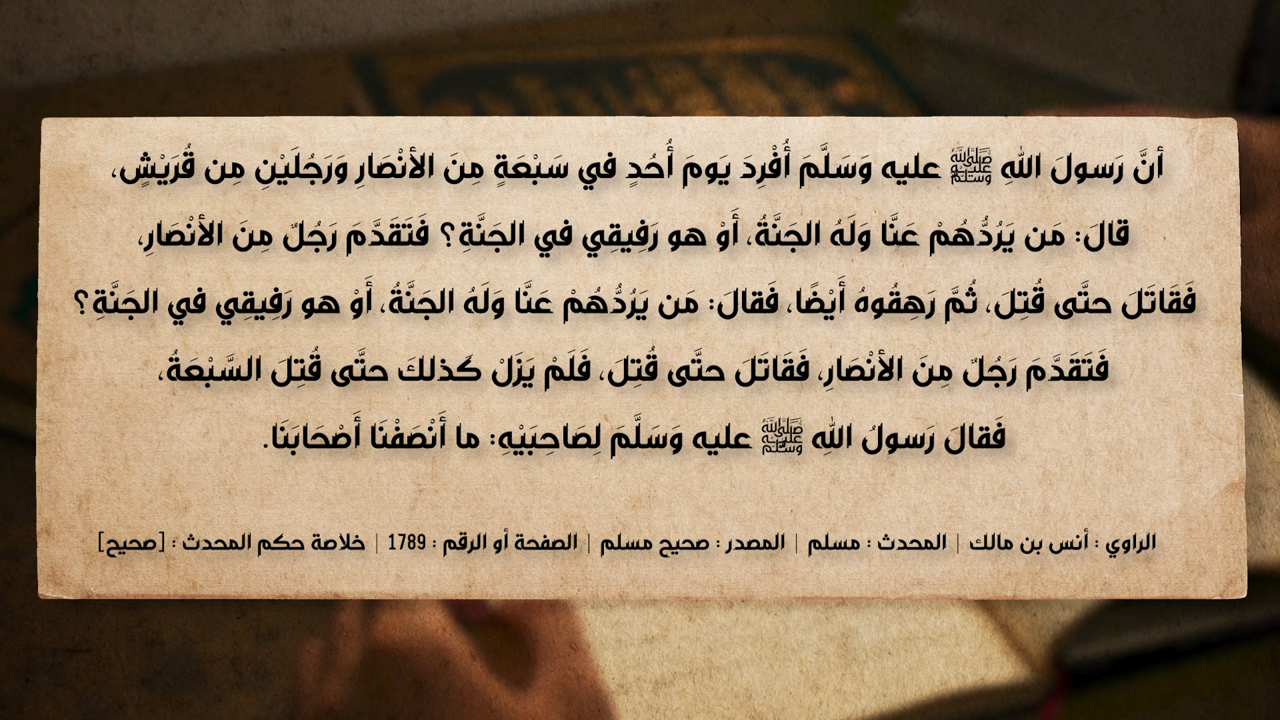 أنَّ رَسولَ اللهِ ﷺ عليه وَسَلَّمَ أُفْرِدَ يَومَ أُحُدٍ في سَبْعَةٍ مِنَ الأنْصَارِ وَرَجُلَيْنِ مِن قُرَيْشٍ،
قالَ: مَن يَرُدُّهُمْ عَنَّا وَلَهُ الجَنَّةُ، أَوْ هو رَفِيقِي في الجَنَّةِ؟ فَتَقَدَّمَ رَجُلٌ مِنَ الأنْصَارِ،
فَقَاتَلَ حتَّى قُتِلَ، ثُمَّ رَهِقُوهُ أَيْضًا، فَقالَ: مَن يَرُدُّهُمْ عَنَّا وَلَهُ الجَنَّةُ، أَوْ هو رَفِيقِي في الجَنَّةِ؟
فَتَقَدَّمَ رَجُلٌ مِنَ الأنْصَارِ، فَقَاتَلَ حتَّى قُتِلَ، فَلَمْ يَزَلْ كَذلكَ حتَّى قُتِلَ السَّبْعَةُ،
فَقالَ رَسولُ اللهِ ﷺ عليه وَسَلَّمَ لِصَاحِبَيْهِ: ما أَنْصَفْنَا أَصْحَابَنَا.
الراوي : أنس بن مالك | المحدث : مسلم | المصدر : صحيح مسلم | الصفحة أو الرقم : 1789 | خلاصة حكم المحدث : [صحيح]